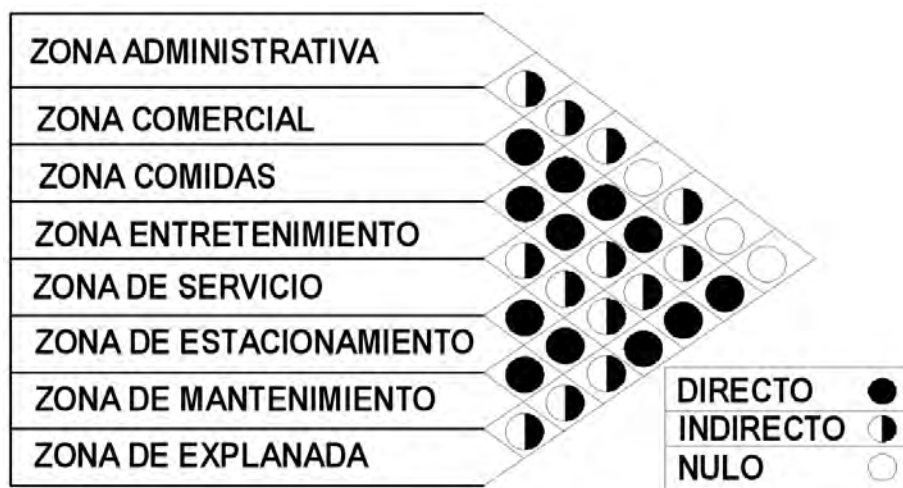 ZONA ADMINISTRATIVA
ZONA COMERCIAL
ZONA COMIDAS
ZONA ENTRETENIMIENTO
ZONA DE SERVICIO
ZONA DE ESTACIONAMIENTO
ZONA DE MANTENIMIENTO
ZONA DE EXPLANADA
DIRECTO
INDIRECTO
NULO